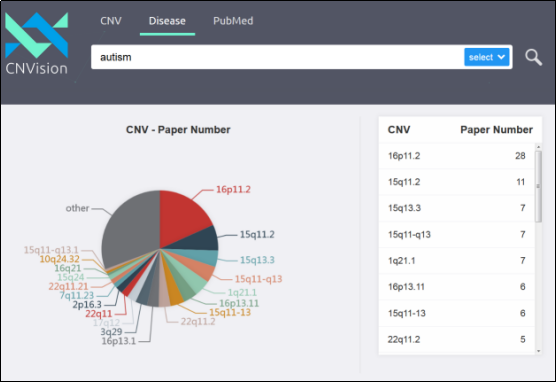 CNV Disease PubMed
CNVision
autism select
CNV - Paper Number
16p11.2
15q11.2
15q13.3
15q11-q13
1q21.1
16p13.11
15q11-13
22q11.2
16p13.1
3q29
17q12
22q11
2p16.3
7q11.23
22q11.21
15q24
16q21
10q24.32
15q11-q13.1
other
CNV Paper Number
16p11.2 28
15q11.2 11
15q13.3 7
15q11-q13 7
1q21.1 7
16p13.11 6
15q11-13 6
22q11.2 5